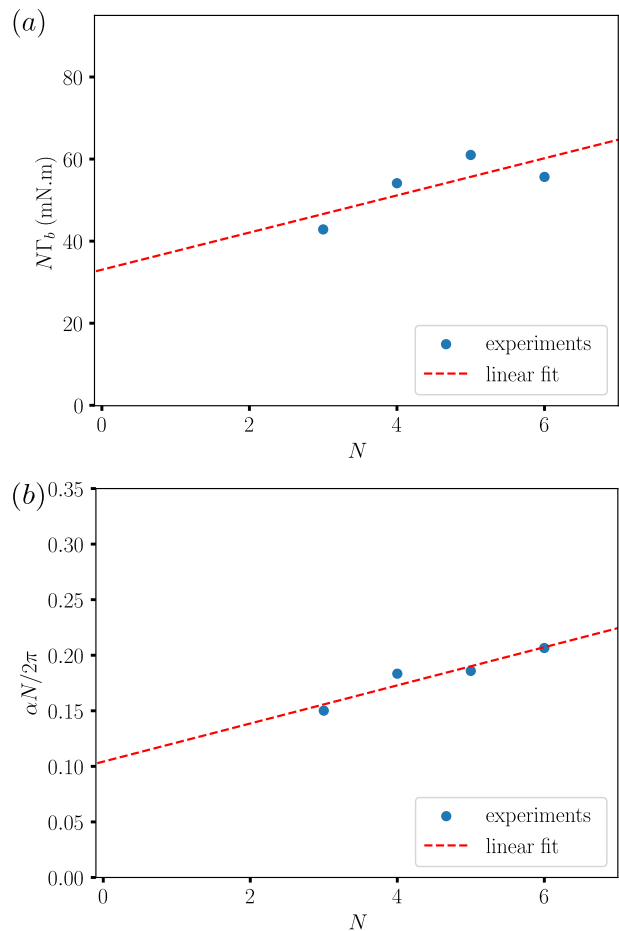 (a)
80
60
40
20
0
NΓ_b (mN.m)
0 2 4 6
N
experiments
linear fit
(b)
0.35
0.30
0.25
0.20
0.15
0.10
0.05
0.00
αN/2π
0 2 4 6
N
experiments
linear fit